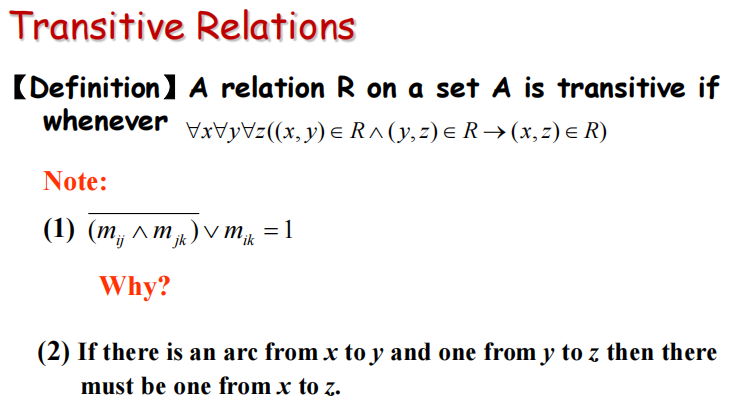 Transitive Relations
【Definition】 A relation R on a set A is transitive if
whenever ∀x∀y∀z((x, y) ∈ R ∧ (y, z) ∈ R → (x, z) ∈ R)
Note:
(1) $\overline{(m_{ij} \wedge m_{jk})} \vee m_{ik} = 1$
Why?
(2) If there is an arc from x to y and one from y to z then there
must be one from x to z.